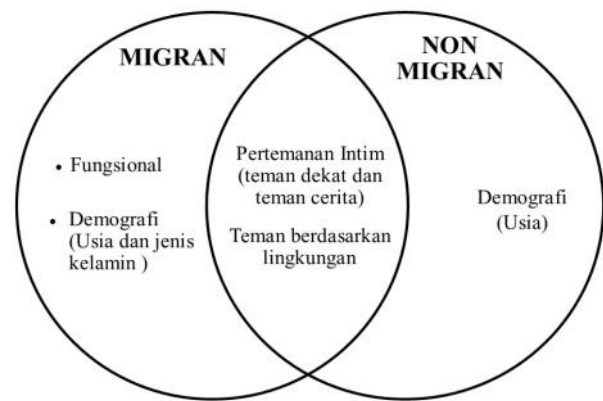 MIGRAN
• Fungsional
• Demografi
(Usia dan jenis
kelamin )
Pertemanan Intim
(teman dekat dan
teman cerita)
Teman berdasarkan
lingkungan
NON
MIGRAN
Demografi
(Usia)